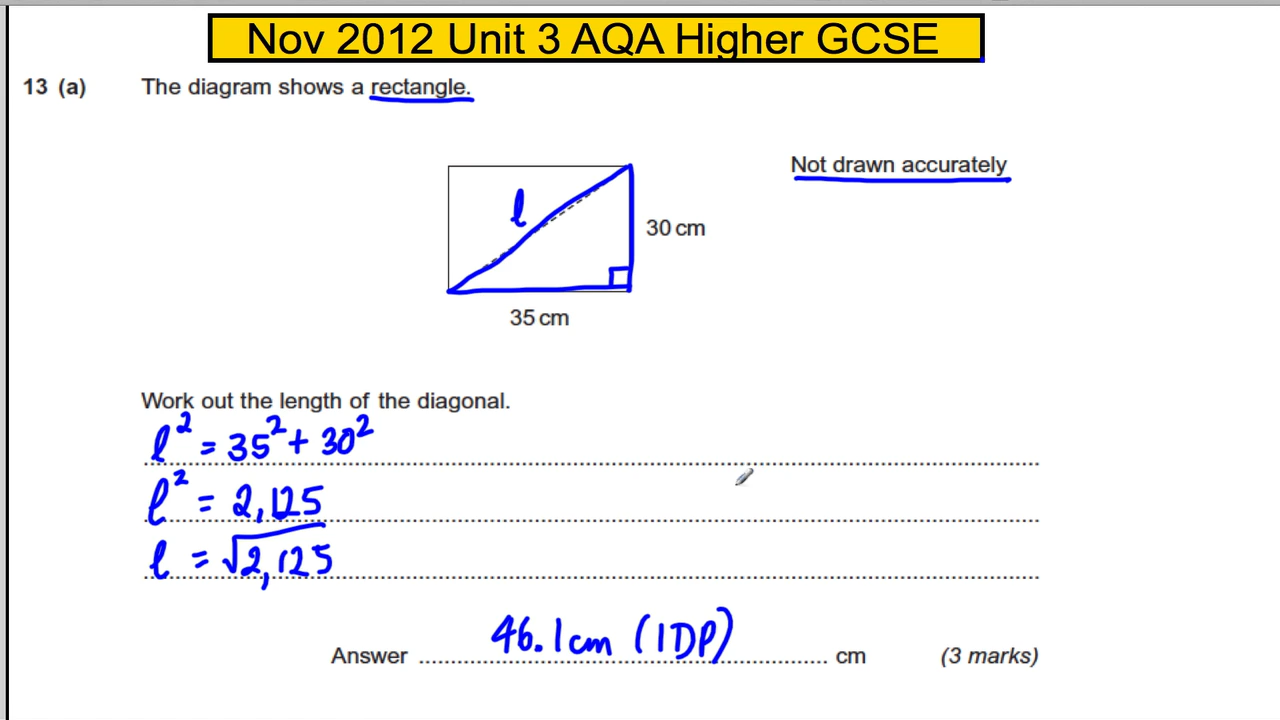 Nov 2012 Unit 3 AQA Higher GCSE
13 (a) The diagram shows a rectangle.
Not drawn accurately
l
30 cm
35 cm
Work out the length of the diagonal.
l² = 35² + 30²
l² = 2,125
l = √2,125
Answer 46.1cm (1DP) cm (3 marks)